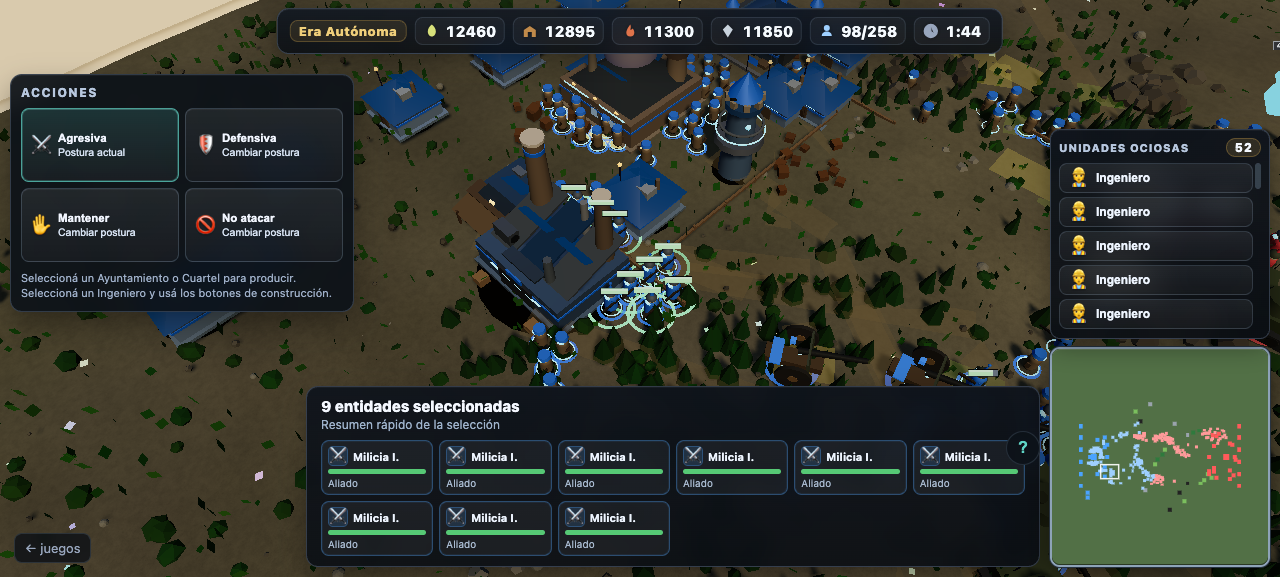 Era Autónoma
12460
12895
11300
11850
98/258
1:44
ACCIONES
Agresiva
Postura actual
Defensiva
Cambiar postura
Mantener
Cambiar postura
No atacar
Cambiar postura
Seleccioná un Ayuntamiento o Cuartel para producir.
Seleccioná un Ingeniero y usá los botones de construcción.
UNIDADES OCIOSAS
52
Ingeniero
Ingeniero
Ingeniero
Ingeniero
Ingeniero
9 entidades seleccionadas
Resumen rápido de la selección
Milicia I.
Aliado
Milicia I.
Aliado
Milicia I.
Aliado
Milicia I.
Aliado
Milicia I.
Aliado
Milicia I.
Aliado
Milicia I.
Aliado
Milicia I.
Aliado
Milicia I.
Aliado
?
← juegos